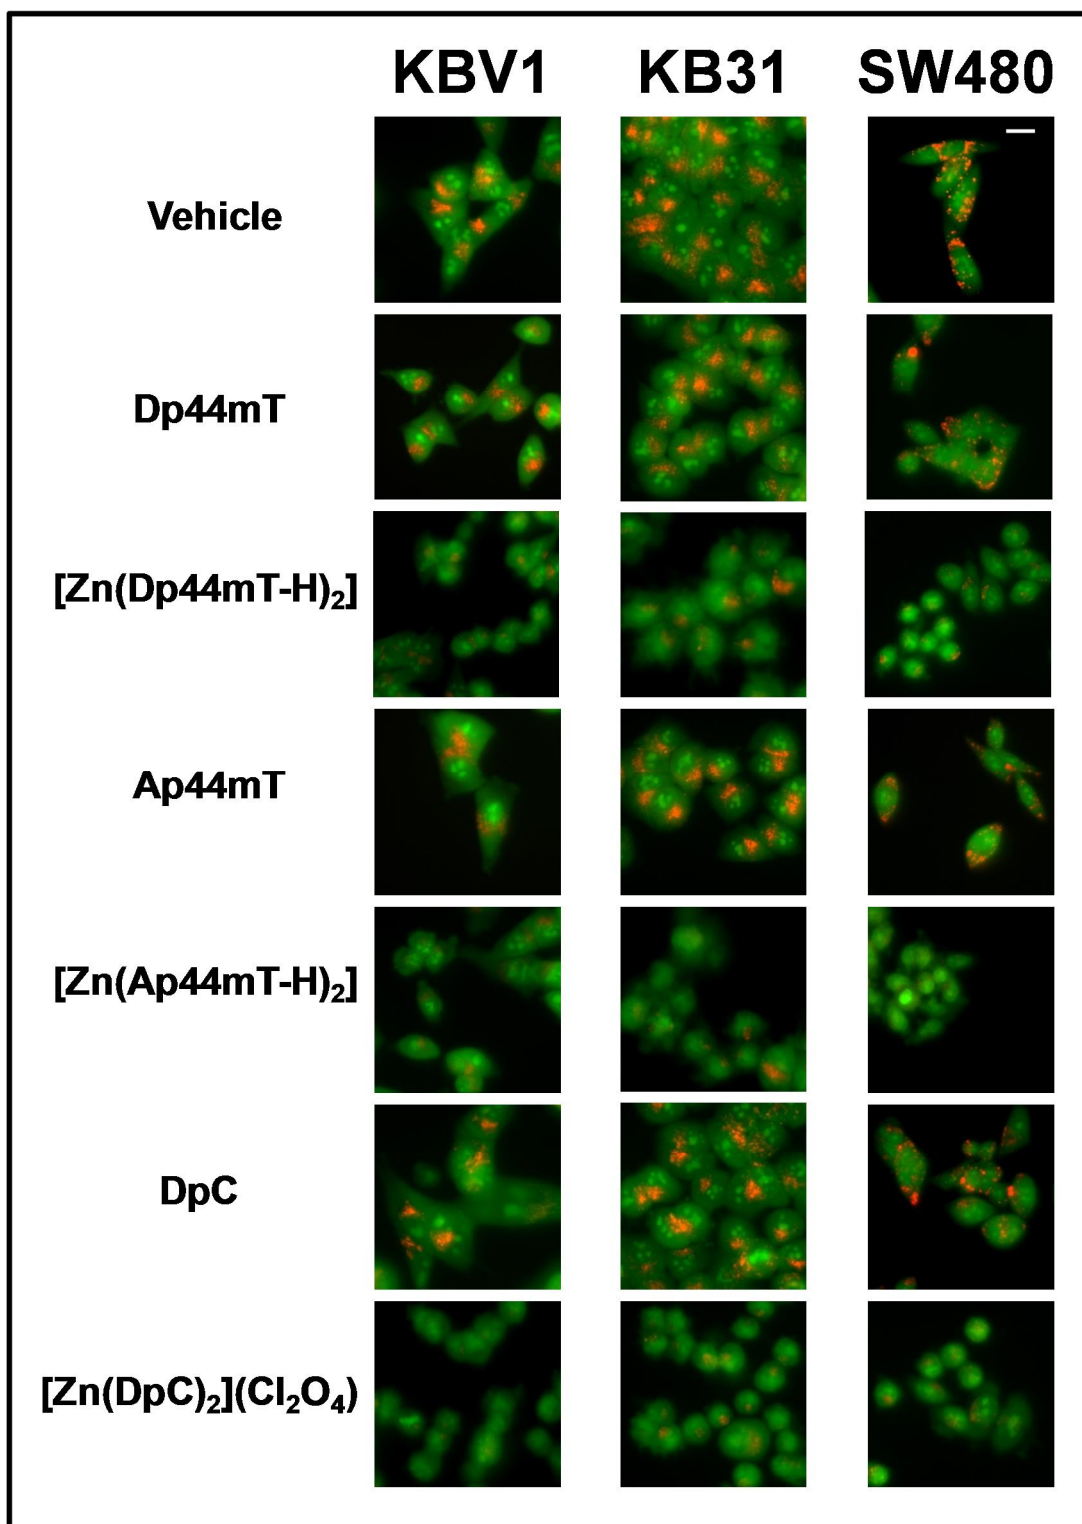 KBV1 KB31 SW480
Vehicle
Dp44mT
[Zn(Dp44mT-H)₂]
Ap44mT
[Zn(Ap44mT-H)₂]
DpC
[Zn(DpC)₂](Cl₂O₄)